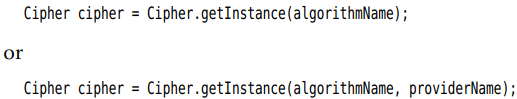 Cipher cipher = Cipher.getInstance(algorithmName);
or
Cipher cipher = Cipher.getInstance(algorithmName, providerName);